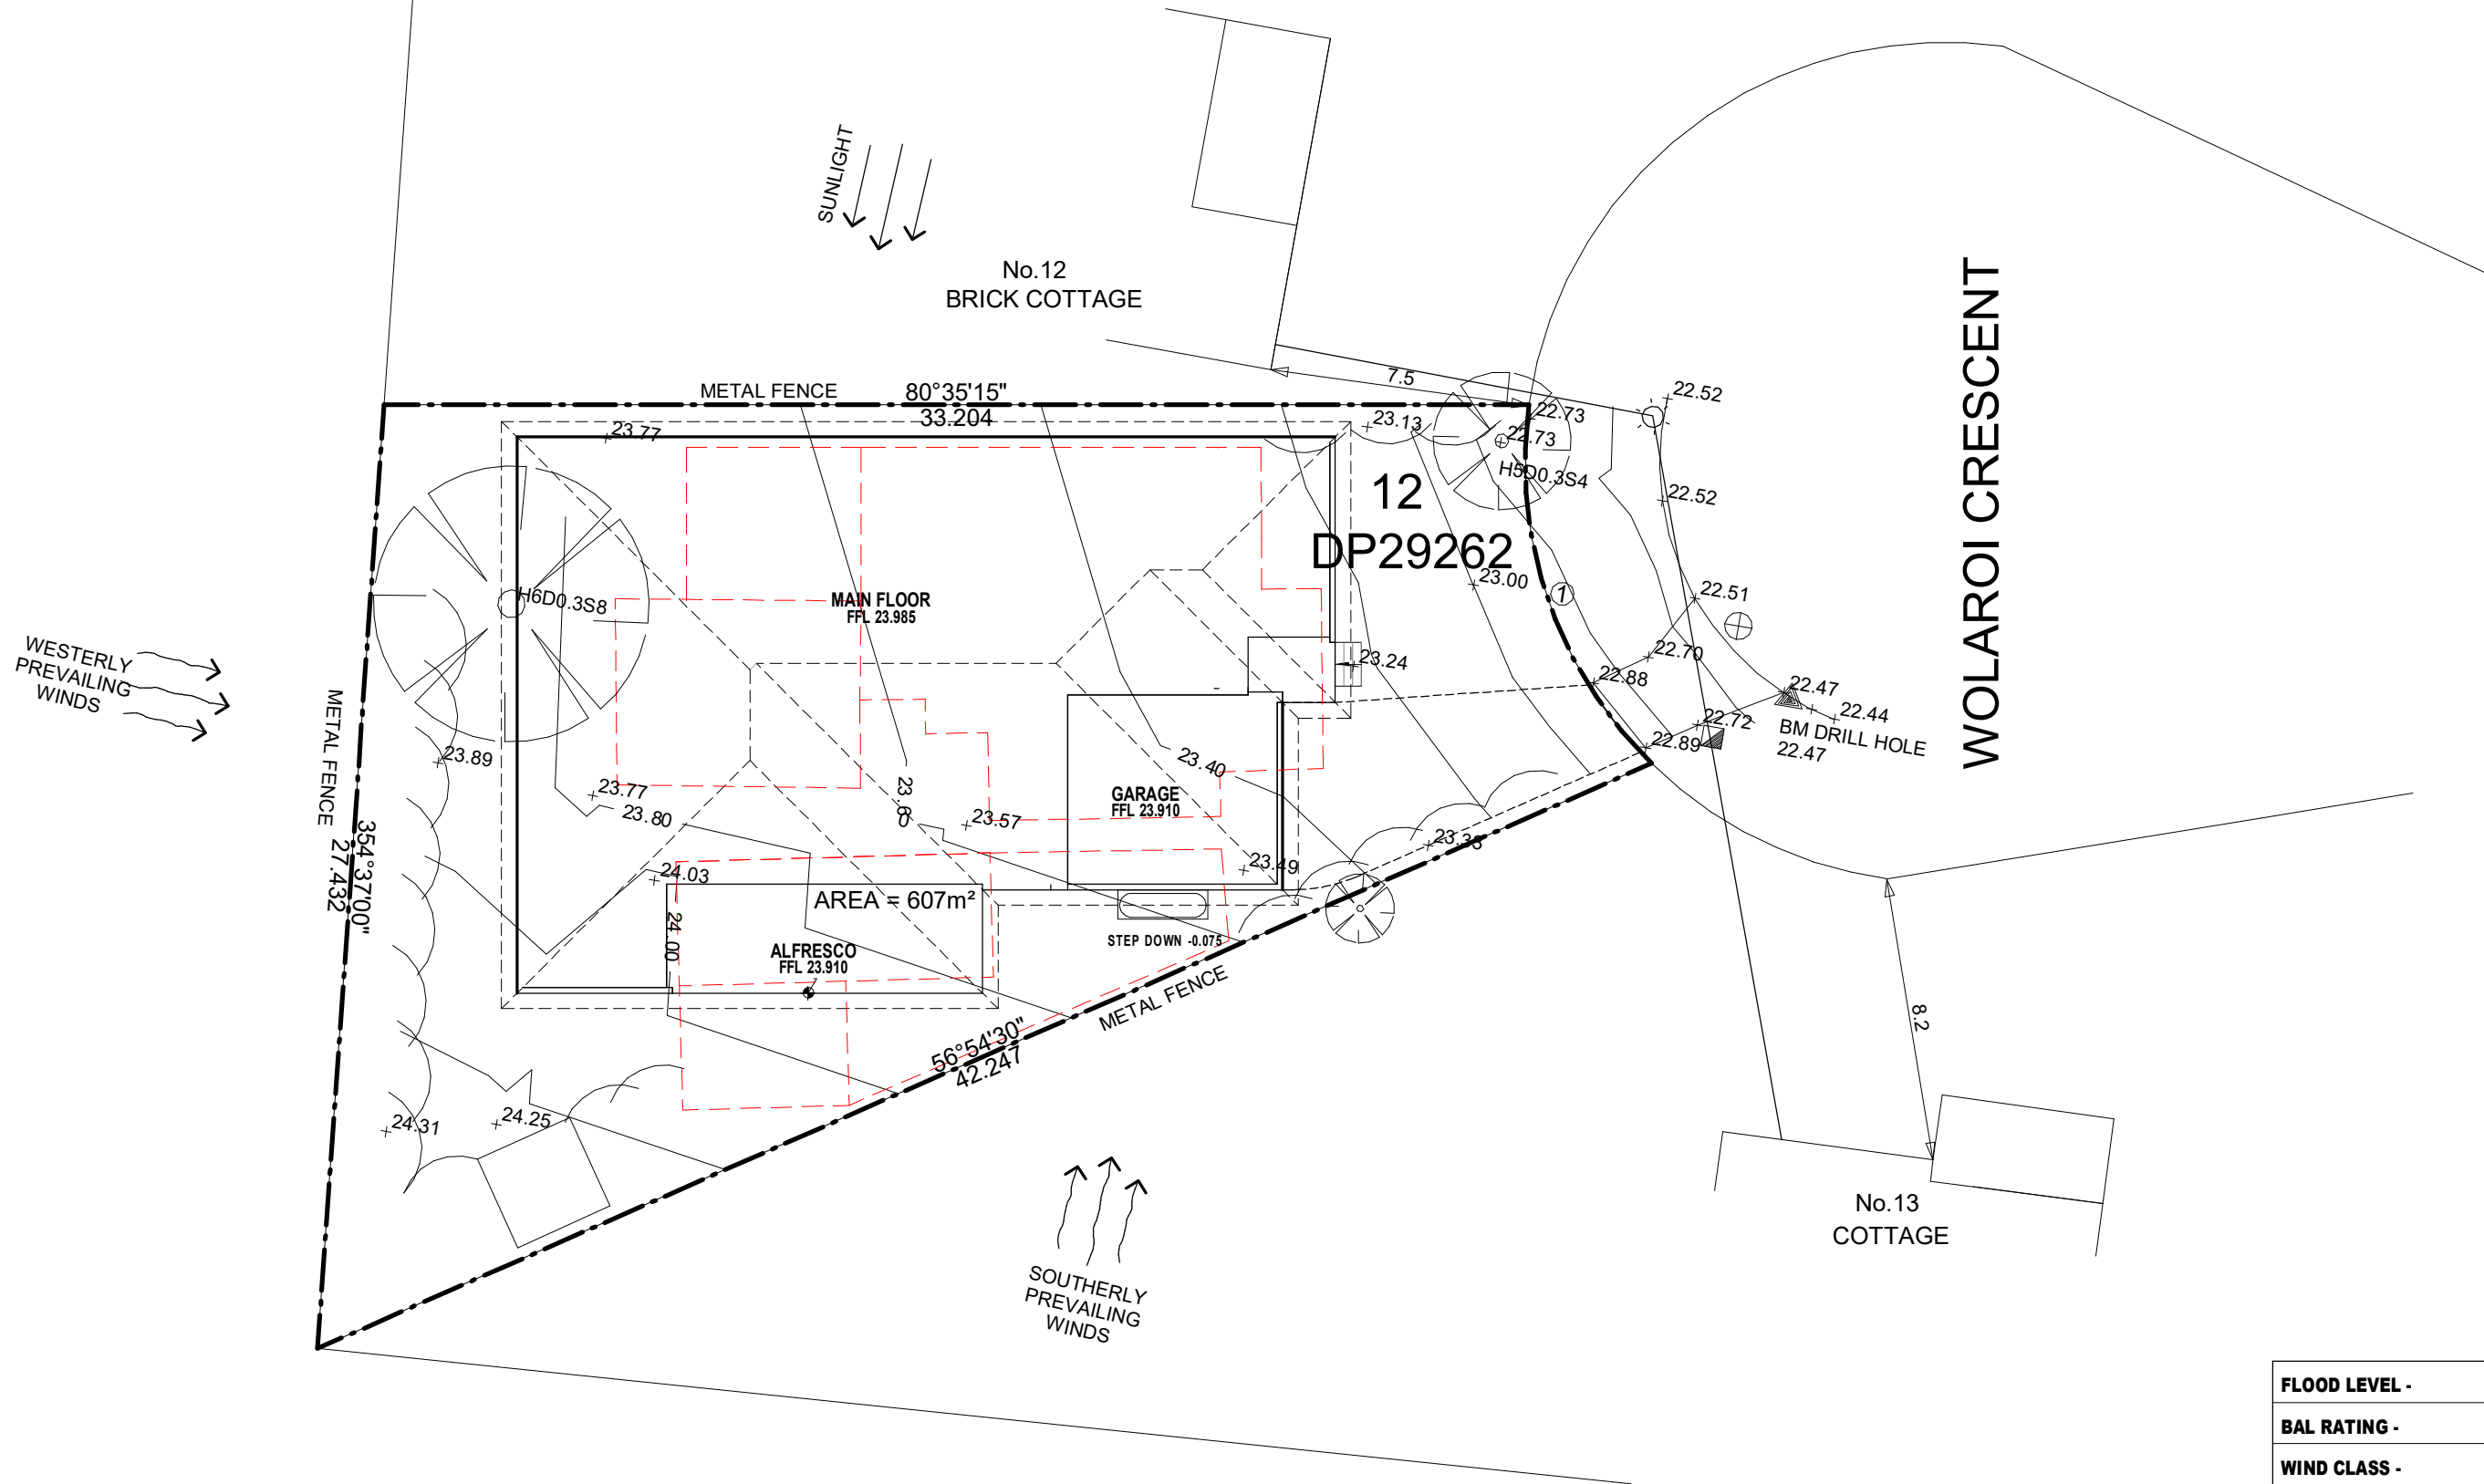 SUNLIGHT
No.12
BRICK COTTAGE
WOLAROI CRESCENT
METAL FENCE
80°35'15"
33.204
7.5
22.52
22.73
23.13
22.73
23.77
H5D0.3S4
12
DP29262
22.52
23.00
1
22.51
H6D0.3S8
MAIN FLOOR
FFL 23.985
WESTERLY
PREVAILING
WINDS
23.24
22.70
22.88
22.47
22.44
22.72
22.89
BM DRILL HOLE
22.47
METAL FENCE
23.89
23.77
23.80
23.60
23.57
23.40
GARAGE
FFL 23.910
23.38
23.49
354°37'00"
27.432
24.03
24.00
AREA = 607m²
ALFRESCO
FFL 23.910
STEP DOWN -0.075
METAL FENCE
56°54'30"
42.247
8.2
24.31
24.25
No.13
COTTAGE
SOUTHERLY
PREVAILING
WINDS
FLOOD LEVEL -
BAL RATING -
WIND CLASS -